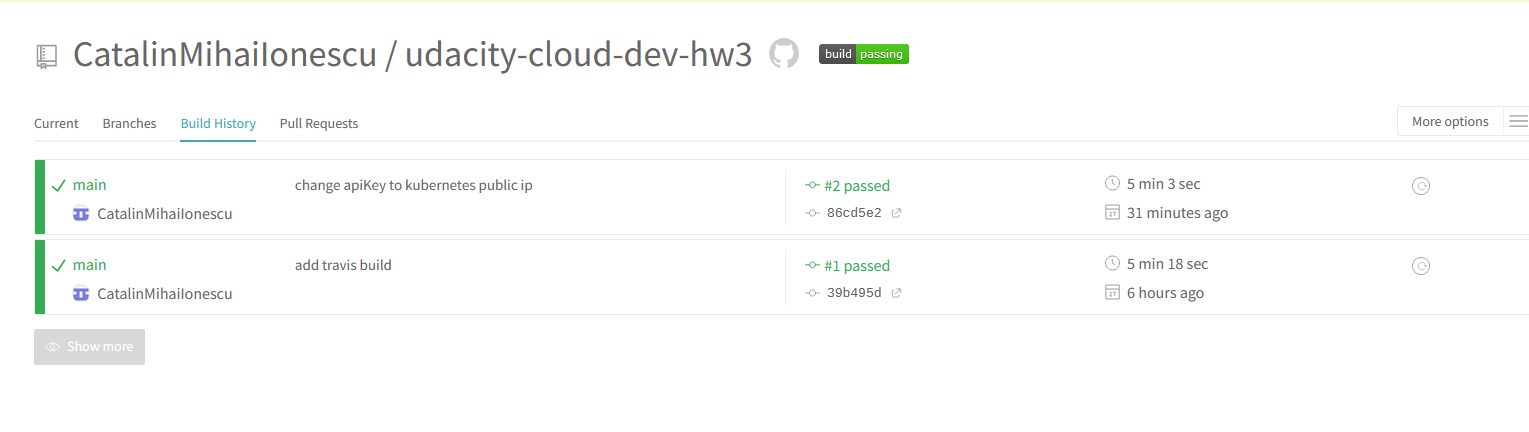 CatalinMihaiIonescu / udacity-cloud-dev-hw3 build passing
Current Branches Build History Pull Requests More options
main change apiKey to kubernetes public ip #2 passed 5 min 3 sec
CatalinMihaiIonescu 86cd5e2 27 31 minutes ago
main add travis build #1 passed 5 min 18 sec
CatalinMihaiIonescu 39b495d 27 6 hours ago
Show more